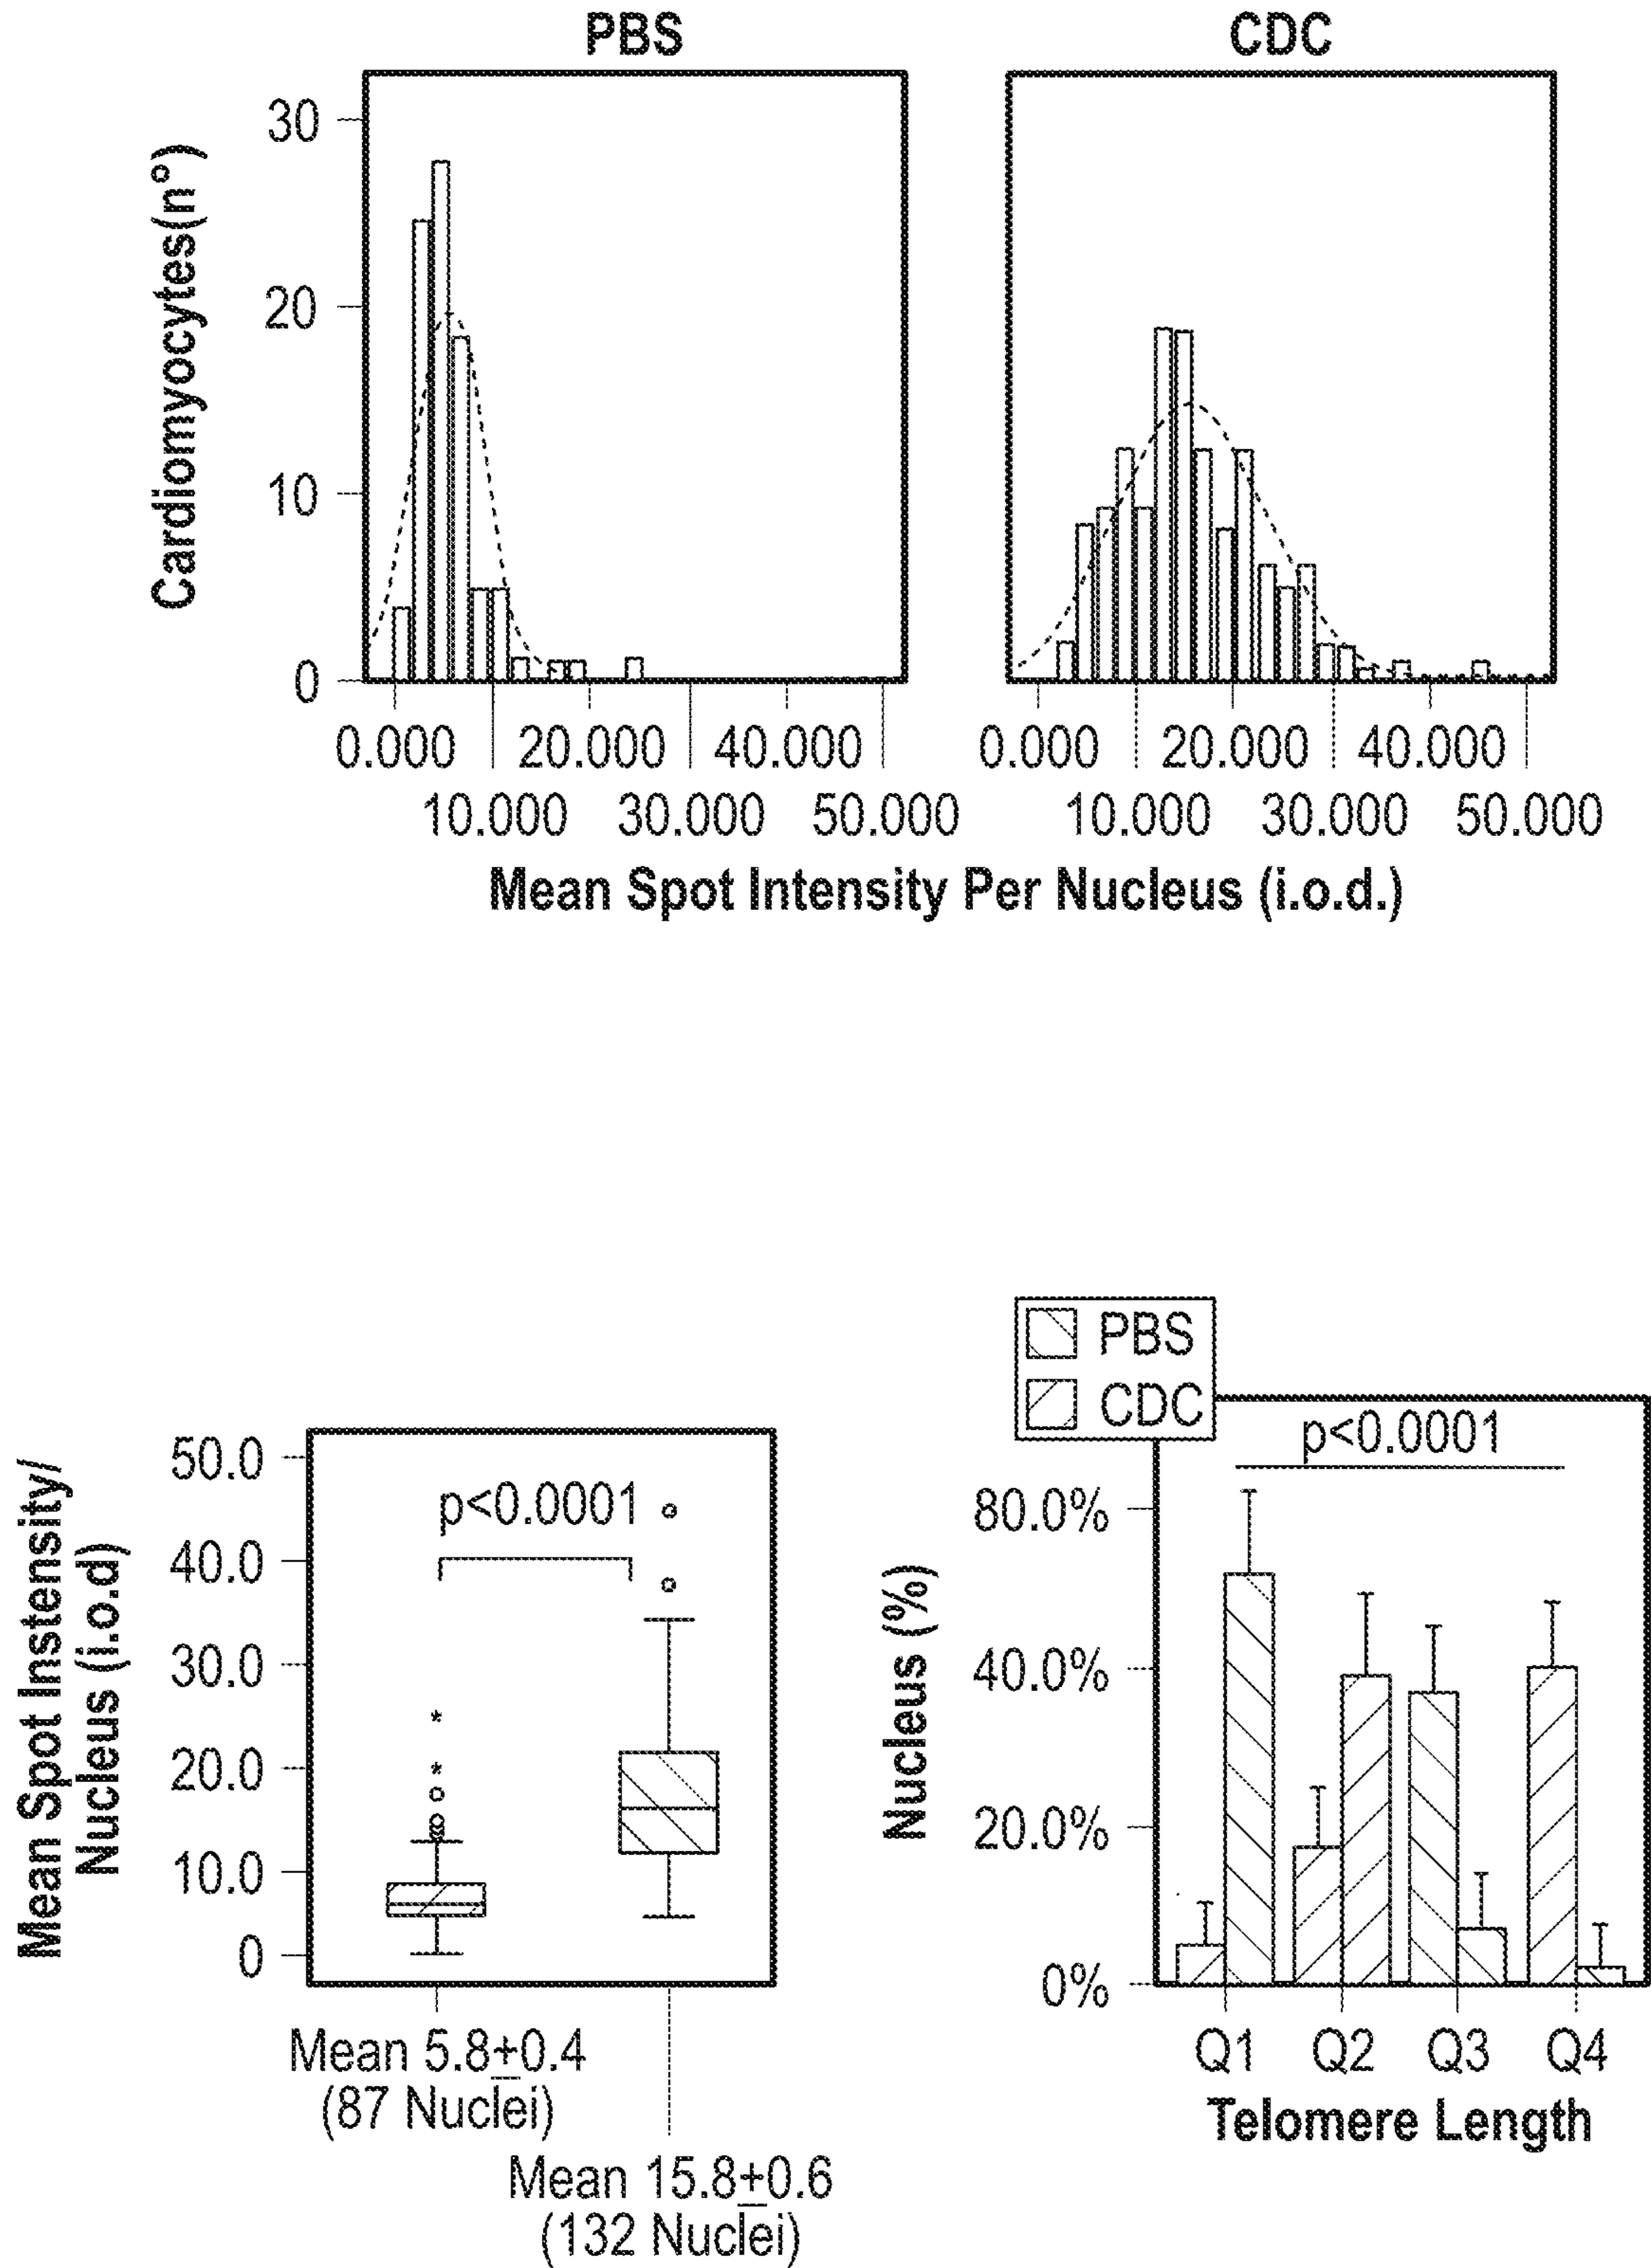 PBS
CDC
Cardiomyocytes(n°)
30
20
10
0
0.000 20.000 40.000
0.000 20.000 40.000
10.000 30.000 50.000
10.000 30.000 50.000
Mean Spot Intensity Per Nucleus (i.o.d.)
Mean Spot Instensity/
Nucleus (i.o.d)
50.0
40.0
30.0
20.0
10.0
0
p<0.0001
Mean 5.8±0.4
(87 Nuclei)
Mean 15.8±0.6
(132 Nuclei)
PBS
CDC
p<0.0001
Nucleus (%)
80.0%
40.0%
20.0%
0%
Q1 Q2 Q3 Q4
Telomere Length